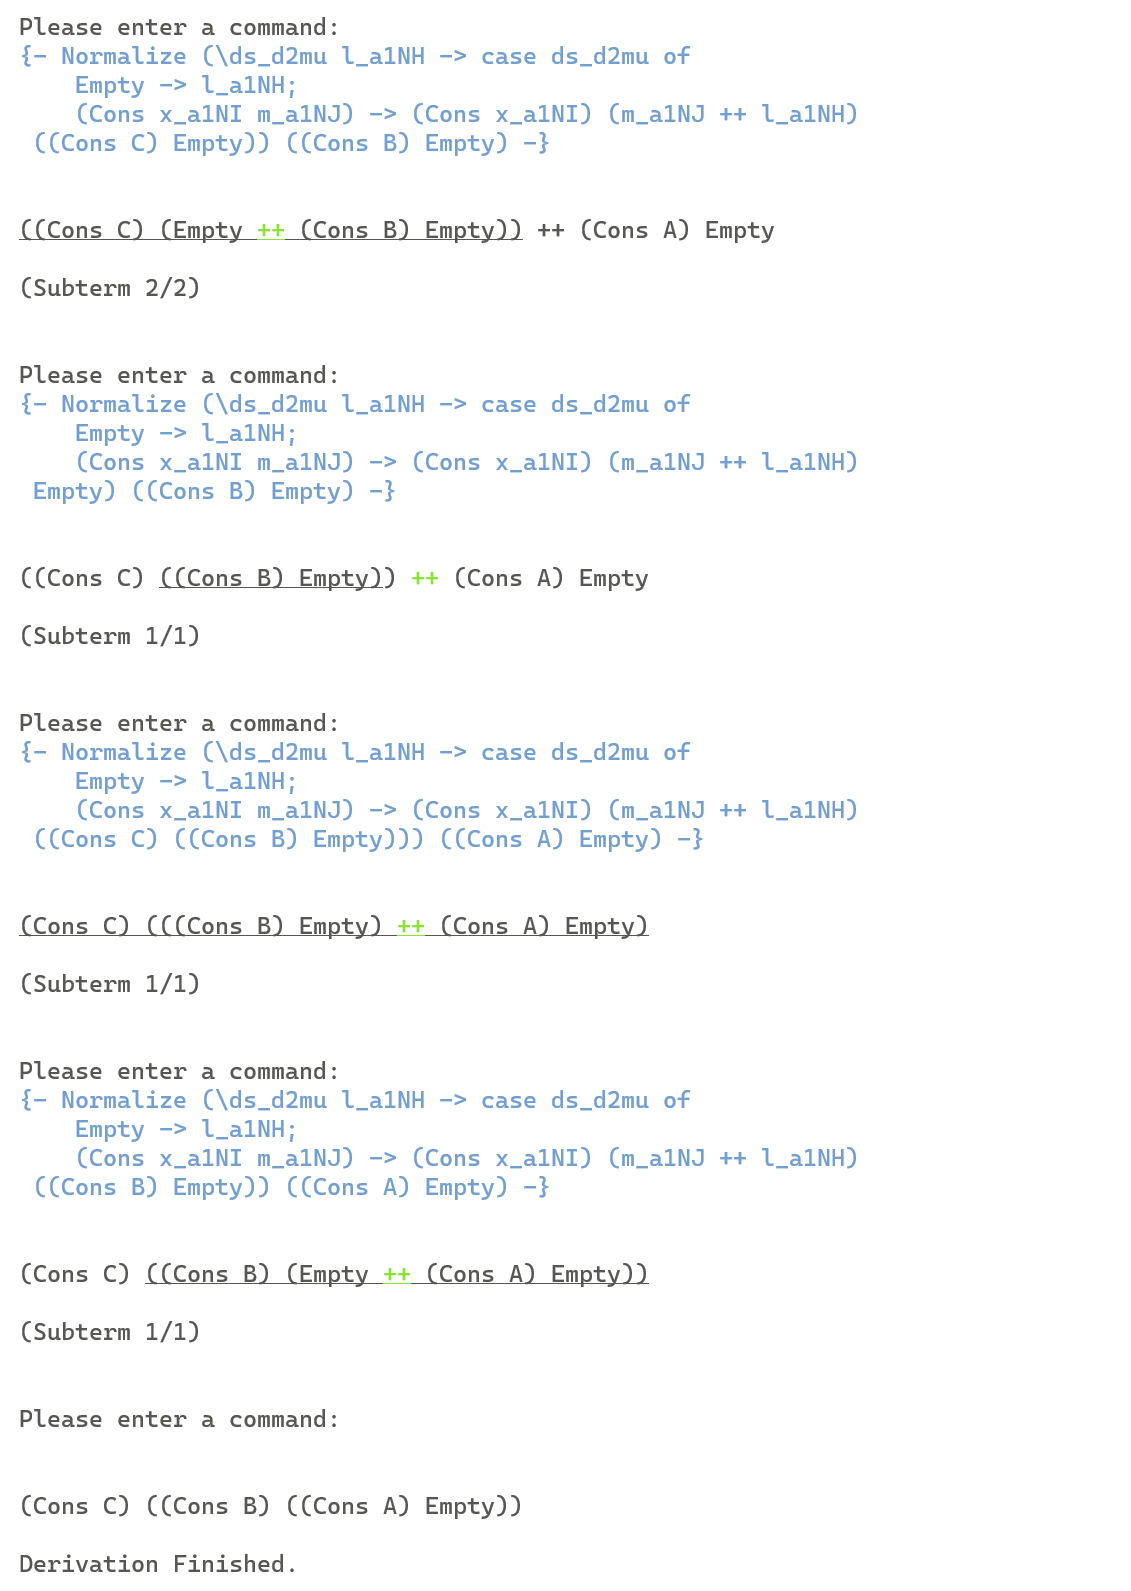 Please enter a command:
{- Normalize (\ds_d2mu l_a1NH -> case ds_d2mu of
    Empty -> l_a1NH;
    (Cons x_a1NI m_a1NJ) -> (Cons x_a1NI) (m_a1NJ ++ l_a1NH)
 ((Cons C) Empty)) ((Cons B) Empty) -}
((Cons C) (Empty ++ (Cons B) Empty)) ++ (Cons A) Empty
(Subterm 2/2)
Please enter a command:
{- Normalize (\ds_d2mu l_a1NH -> case ds_d2mu of
    Empty -> l_a1NH;
    (Cons x_a1NI m_a1NJ) -> (Cons x_a1NI) (m_a1NJ ++ l_a1NH)
 Empty) ((Cons B) Empty) -}
((Cons C) ((Cons B) Empty)) ++ (Cons A) Empty
(Subterm 1/1)
Please enter a command:
{- Normalize (\ds_d2mu l_a1NH -> case ds_d2mu of
    Empty -> l_a1NH;
    (Cons x_a1NI m_a1NJ) -> (Cons x_a1NI) (m_a1NJ ++ l_a1NH)
 ((Cons C) ((Cons B) Empty))) ((Cons A) Empty) -}
(Cons C) (((Cons B) Empty) ++ (Cons A) Empty)
(Subterm 1/1)
Please enter a command:
{- Normalize (\ds_d2mu l_a1NH -> case ds_d2mu of
    Empty -> l_a1NH;
    (Cons x_a1NI m_a1NJ) -> (Cons x_a1NI) (m_a1NJ ++ l_a1NH)
 ((Cons B) Empty)) ((Cons A) Empty) -}
(Cons C) ((Cons B) (Empty ++ (Cons A) Empty))
(Subterm 1/1)
Please enter a command:
(Cons C) ((Cons B) ((Cons A) Empty))
Derivation Finished.